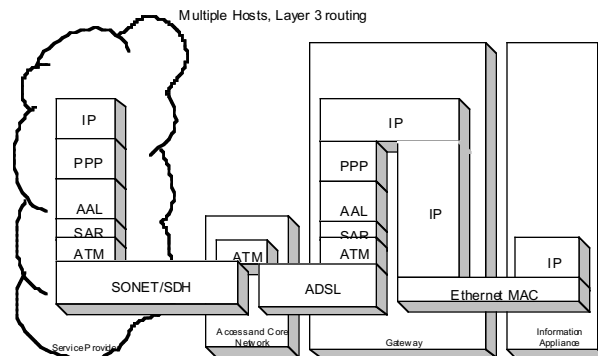 Multiple Hosts, Layer 3 routing
IP
PPP
AAL
SAR
ATM
SONET/SDH
Service Provider
ATM
Access and Core
Network
IP
PPP
AAL
SAR
ATM
ADSL
IP
Gateway
IP
Ethernet MAC
Information
Appliance